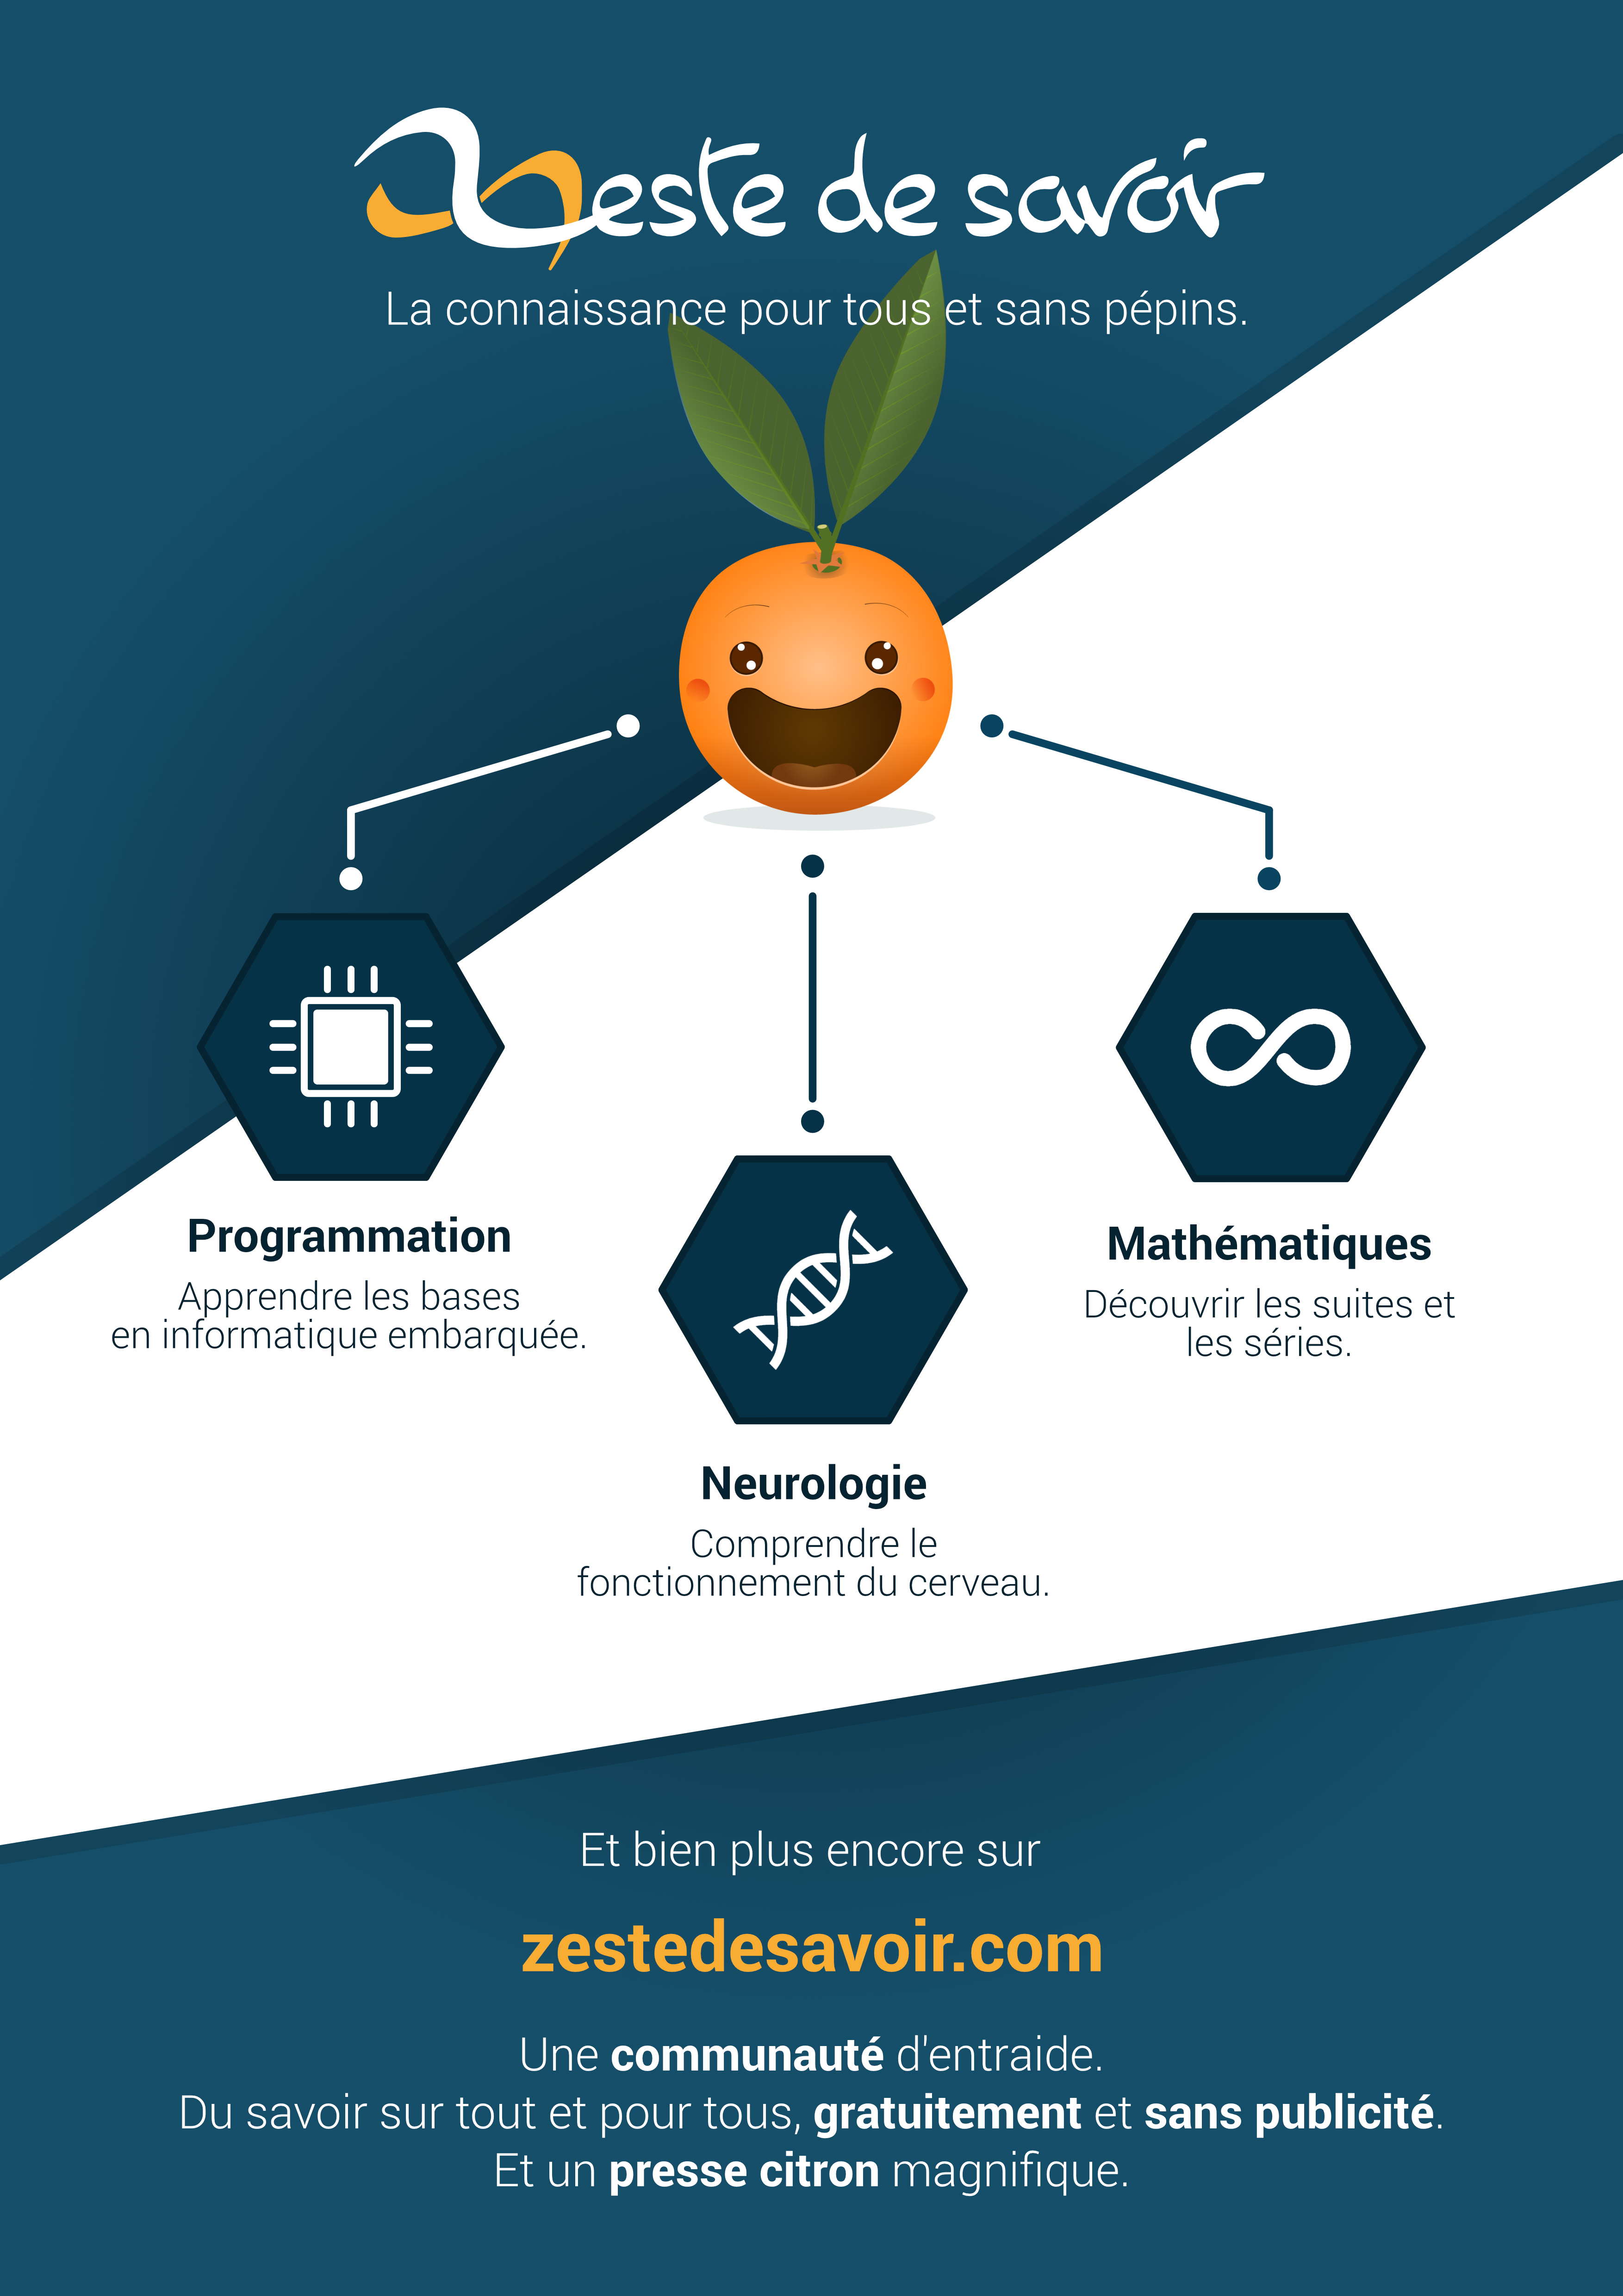 Zeste de savoir
La connaissance pour tous et sans pépins.
Programmation
Apprendre les bases
en informatique embarquée.
Neurologie
Comprendre le
fonctionnement du cerveau.
Mathématiques
Découvrir les suites et
les séries.
Et bien plus encore sur
zestedesavoir.com
Une communauté d'entraide.
Du savoir sur tout et pour tous, gratuitement et sans publicité.
Et un presse citron magnifique.